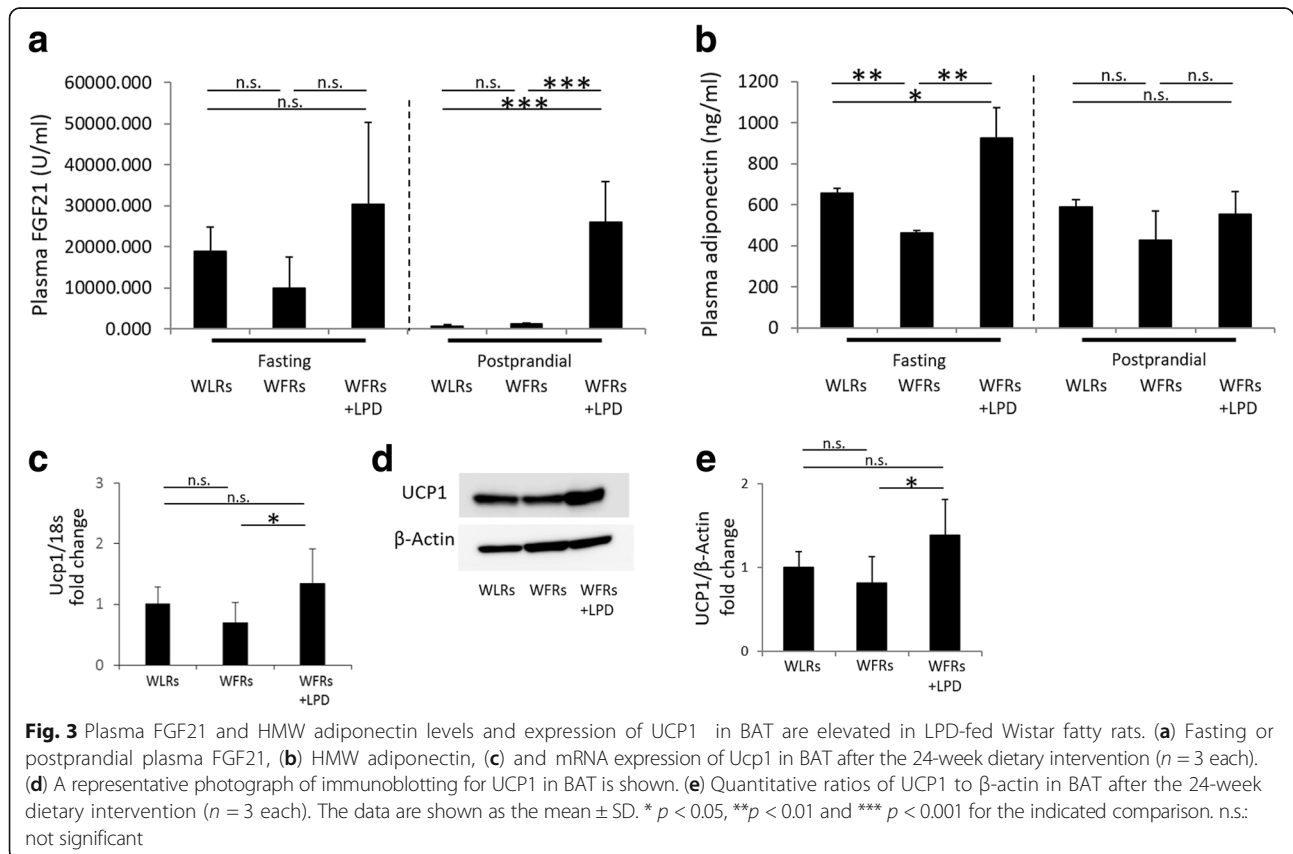 a
60000.000
50000.000
40000.000
30000.000
20000.000
10000.000
0.000
Plasma FGF21 (U/ml)
n.s. n.s.
n.s.
n.s. ***
***
Fasting Postprandial
WLRs WFRs WFRs WLRs WFRs WFRs
+LPD +LPD
b
1200
1000
800
600
400
200
0
Plasma adiponectin (ng/ml)
** **
*
n.s. n.s.
n.s.
Fasting Postprandial
WLRs WFRs WFRs WLRs WFRs WFRs
+LPD +LPD
c
3
2
1
0
Ucp1/18s
fold change
n.s.
n.s.
*
WLRs WFRs WFRs
+LPD
d
UCP1
β-Actin
WLRs WFRs WFRs
+LPD
e
2
1
0
UCP1/β-Actin
fold change
n.s.
n.s.
*
WLRs WFRs WFRs
+LPD
Fig. 3 Plasma FGF21 and HMW adiponectin levels and expression of UCP1 in BAT are elevated in LPD-fed Wistar fatty rats. (a) Fasting or
postprandial plasma FGF21, (b) HMW adiponectin, (c) and mRNA expression of Ucp1 in BAT after the 24-week dietary intervention (n = 3 each).
(d) A representative photograph of immunoblotting for UCP1 in BAT is shown. (e) Quantitative ratios of UCP1 to β-actin in BAT after the 24-week
dietary intervention (n = 3 each). The data are shown as the mean ± SD. * p < 0.05, **p < 0.01 and *** p < 0.001 for the indicated comparison. n.s.:
not significant